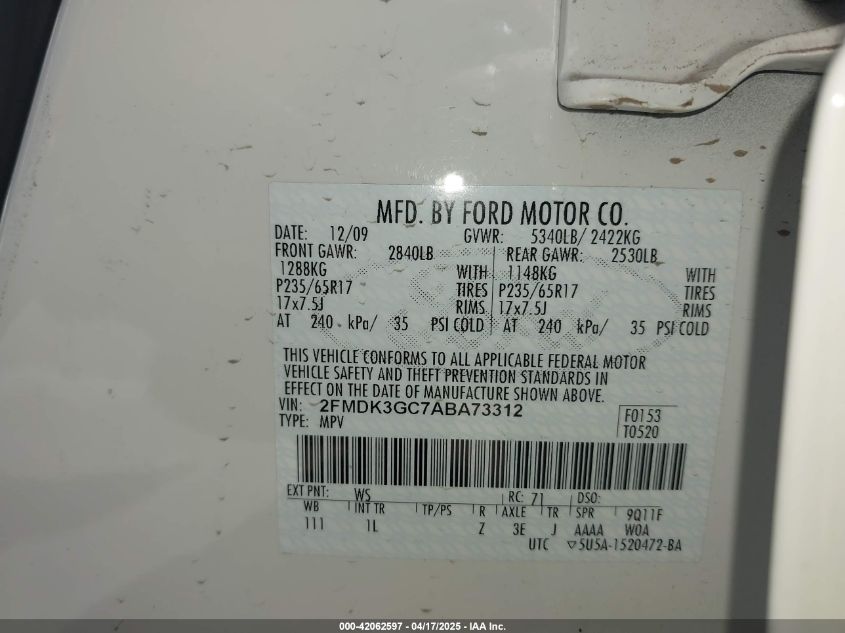 MFD. BY FORD MOTOR CO.
DATE: 12/09 GVWR: 5340LB/ 2422KG
FRONT GAWR: 2840LB REAR GAWR: 2530LB
1288KG WITH 1148KG WITH
P235/65R17 TIRES P235/65R17 TIRES
17x7.5J RIMS 17x7.5J RIMS
AT 240 kPa/ 35 PSI COLD AT 240 kPa/ 35 PSI COLD
THIS VEHICLE CONFORMS TO ALL APPLICABLE FEDERAL MOTOR
VEHICLE SAFETY AND THEFT PREVENTION STANDARDS IN
EFFECT ON THE DATE OF MANUFACTURE SHOWN ABOVE.
VIN: 2FMDK3GC7ABA73312 F0153
TYPE: MPV T0520
EXT PNT: WS RC: 71 DSO:
WB INT TR TP/PS R AXLE TR SPR 9Q11F
111 1L Z 3E J AAAA W0A
UTC ▽5U5A-1520472-BA
000-42062597 - 04/17/2025 - IAA Inc.